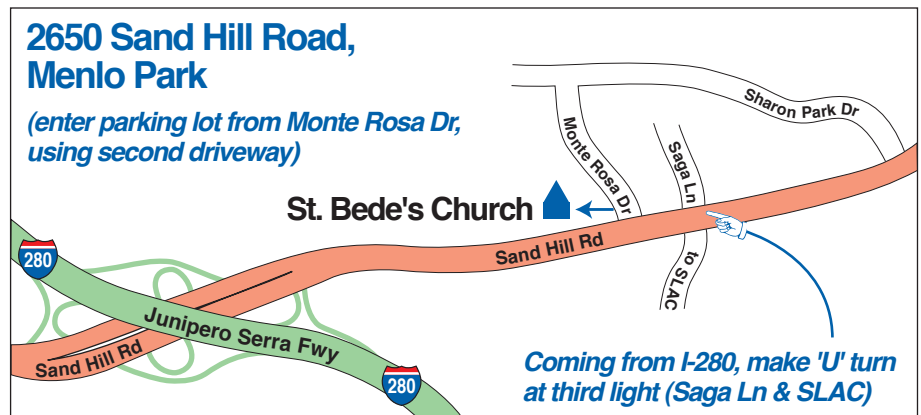 2650 Sand Hill Road,
Menlo Park
(enter parking lot from Monte Rosa Dr,
using second driveway)
Sharon Park Dr
Monte Rosa Dr
Saga Ln
St. Bede's Church
Sand Hill Rd
to SLAC
280
Junipero Serra Fwy
Sand Hill Rd
280
Coming from I-280, make 'U' turn
at third light (Saga Ln & SLAC)